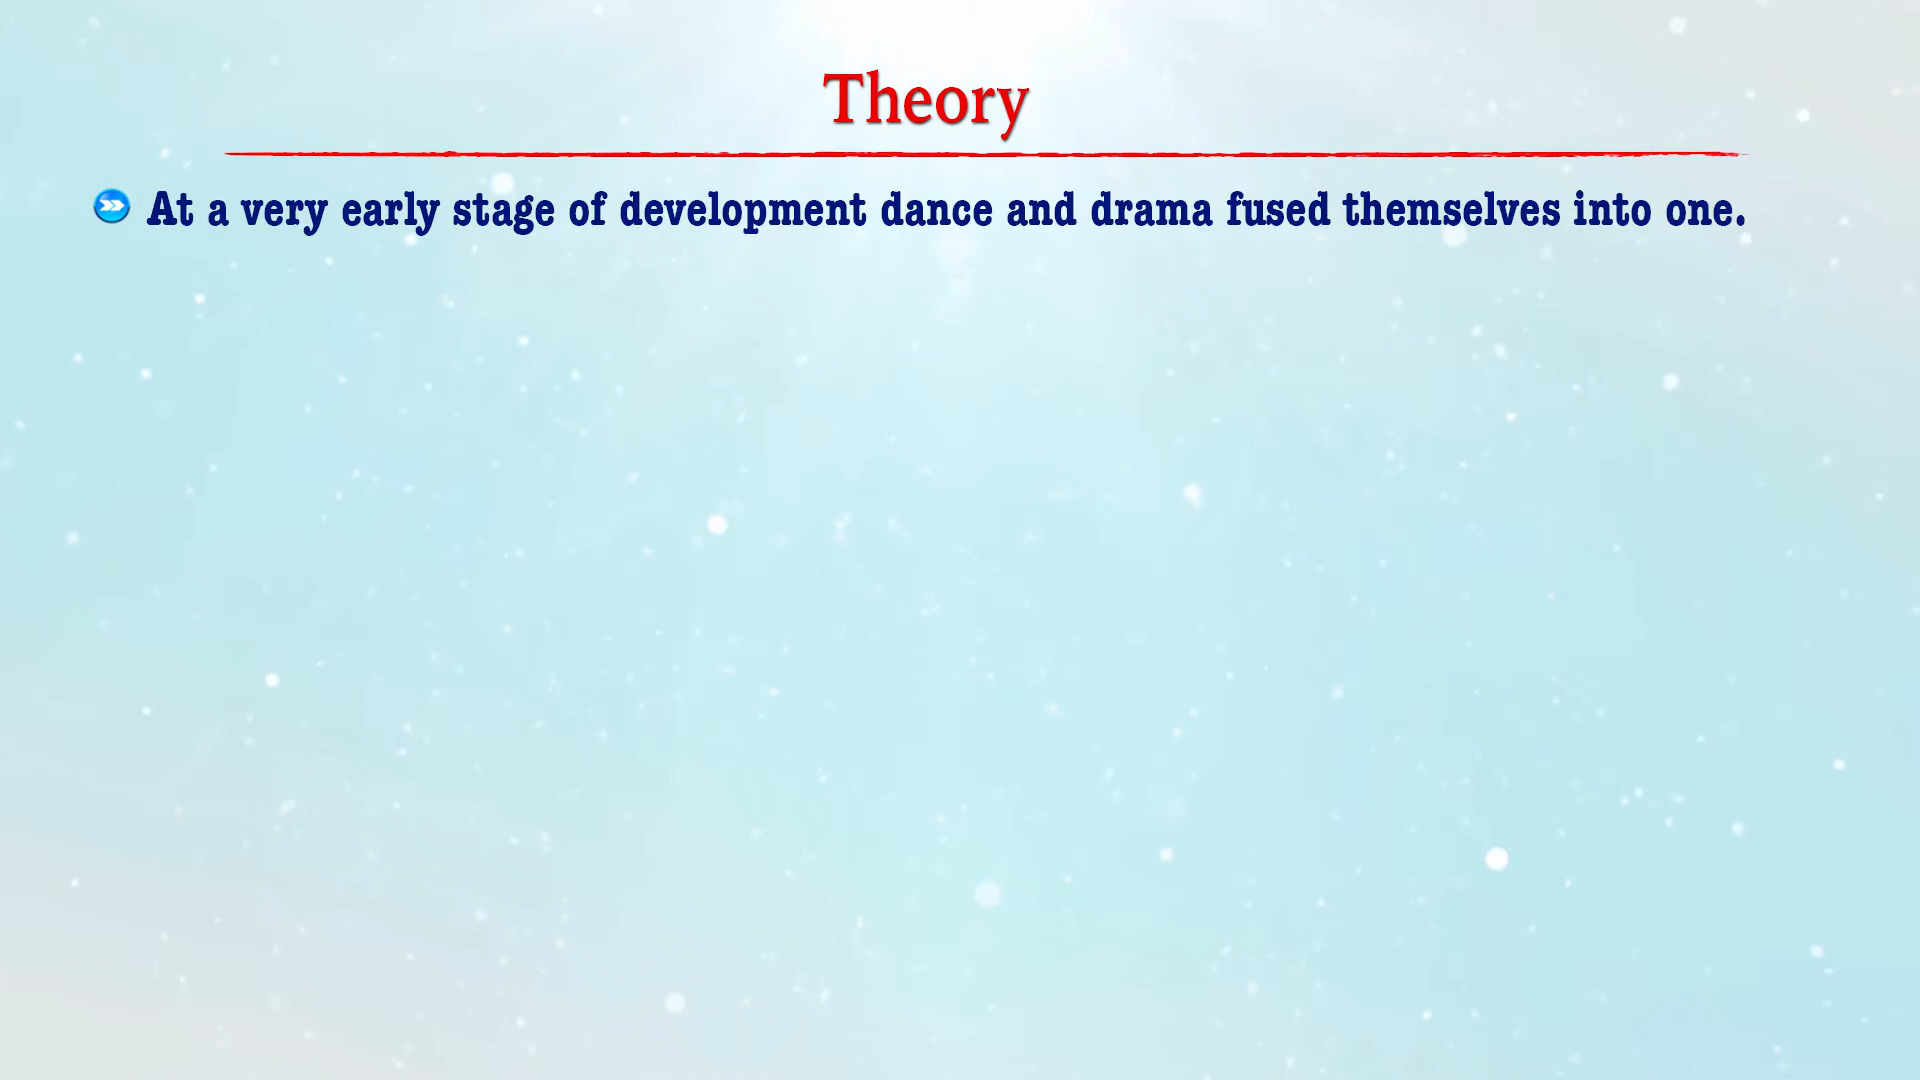 Theory
At a very early stage of development dance and drama fused themselves into one.